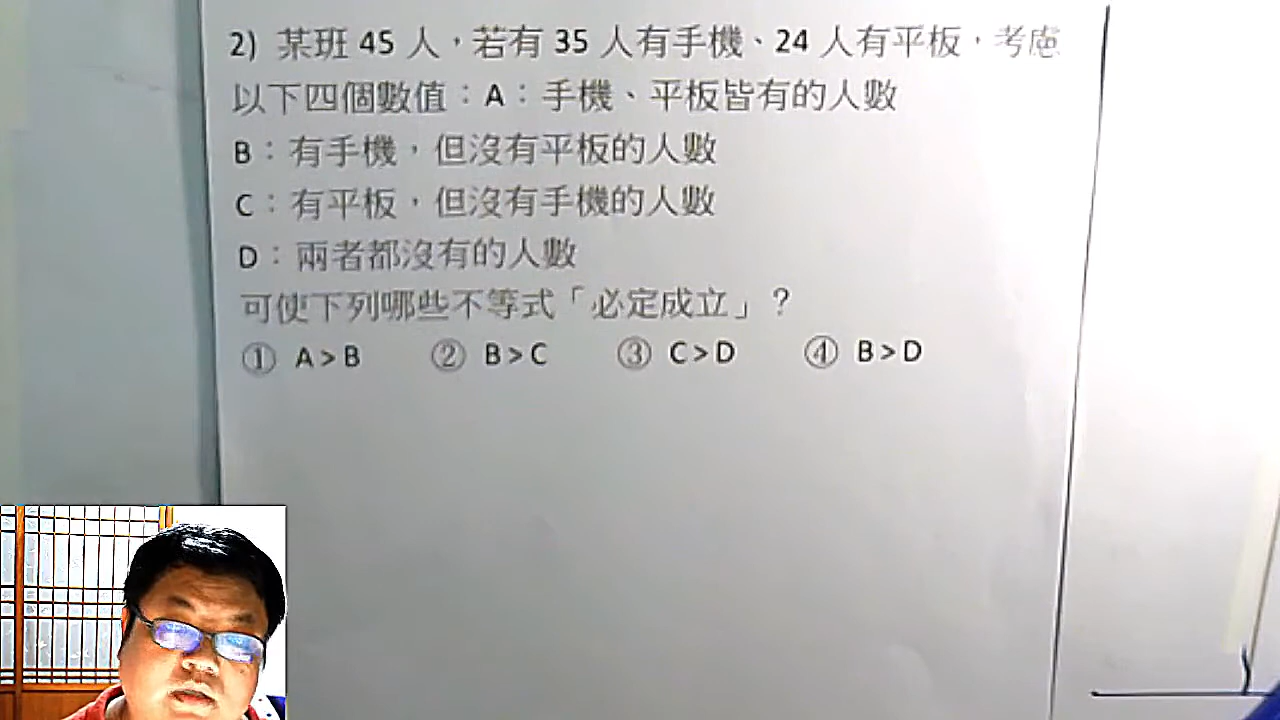 2) 某班 45 人，若有 35 人有手機、24 人有平板，考慮
以下四個數值：A：手機、平板皆有的人數
B：有手機，但沒有平板的人數
C：有平板，但沒有手機的人數
D：兩者都沒有的人數
可使下列哪些不等式「必定成立」？
① A > B ② B > C ③ C > D ④ B > D